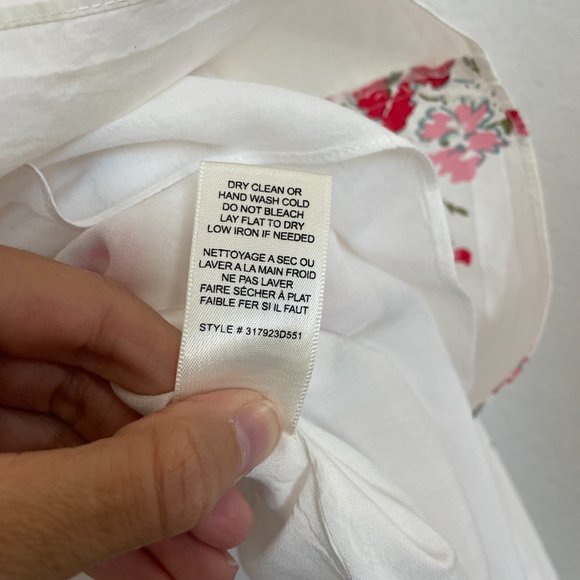 DRY CLEAN OR
HAND WASH COLD
DO NOT BLEACH
LAY FLAT TO DRY
LOW IRON IF NEEDED
NETTOYAGE A SEC OU
LAVER A LA MAIN FROID
NE PAS LAVER
FAIRE SÉCHER À PLAT
FAIBLE FER SI IL FAUT
STYLE # 317923D551